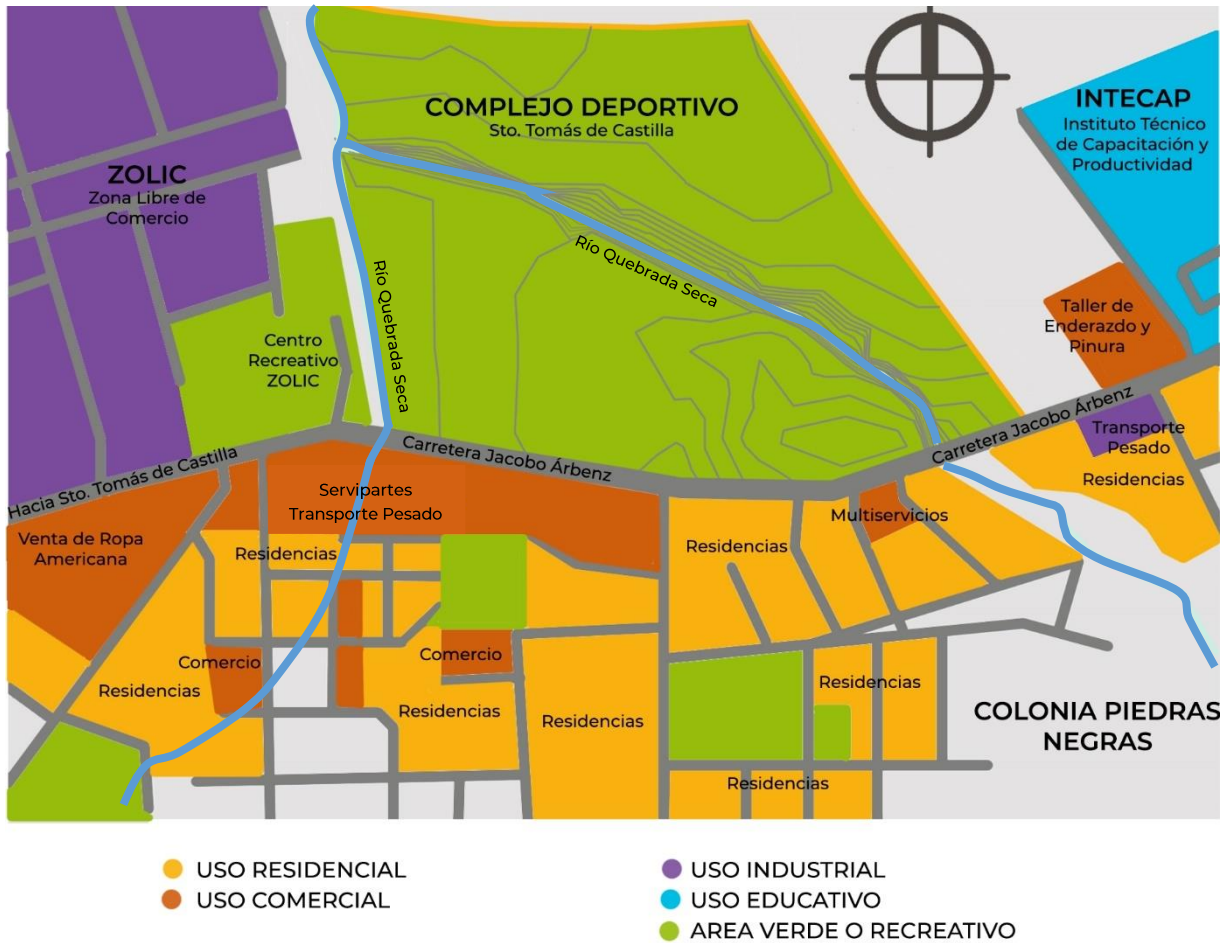 COMPLEJO DEPORTIVO
Sto. Tomás de Castilla
INTECAP
Instituto Técnico
de Capacitación y
Productividad
ZOLIC
Zona Libre de
Comercio
Río Quebrada Seca
Río Quebrada Seca
Centro
Recreativo
ZOLIC
Taller de
Enderazdo y
Pinura
Carretera Jacobo Árbenz
Carretera Jacobo Árbenz
Hacia Sto. Tomás de Castilla
Transporte
Pesado
Residencias
Servipartes
Transporte Pesado
Multiservicios
Venta de Ropa
Americana
Residencias
Residencias
Comercio
Comercio
Residencias
Residencias
Residencias
Residencias
COLONIA PIEDRAS
NEGRAS
Residencias
USO RESIDENCIAL
USO COMERCIAL
USO INDUSTRIAL
USO EDUCATIVO
AREA VERDE O RECREATIVO